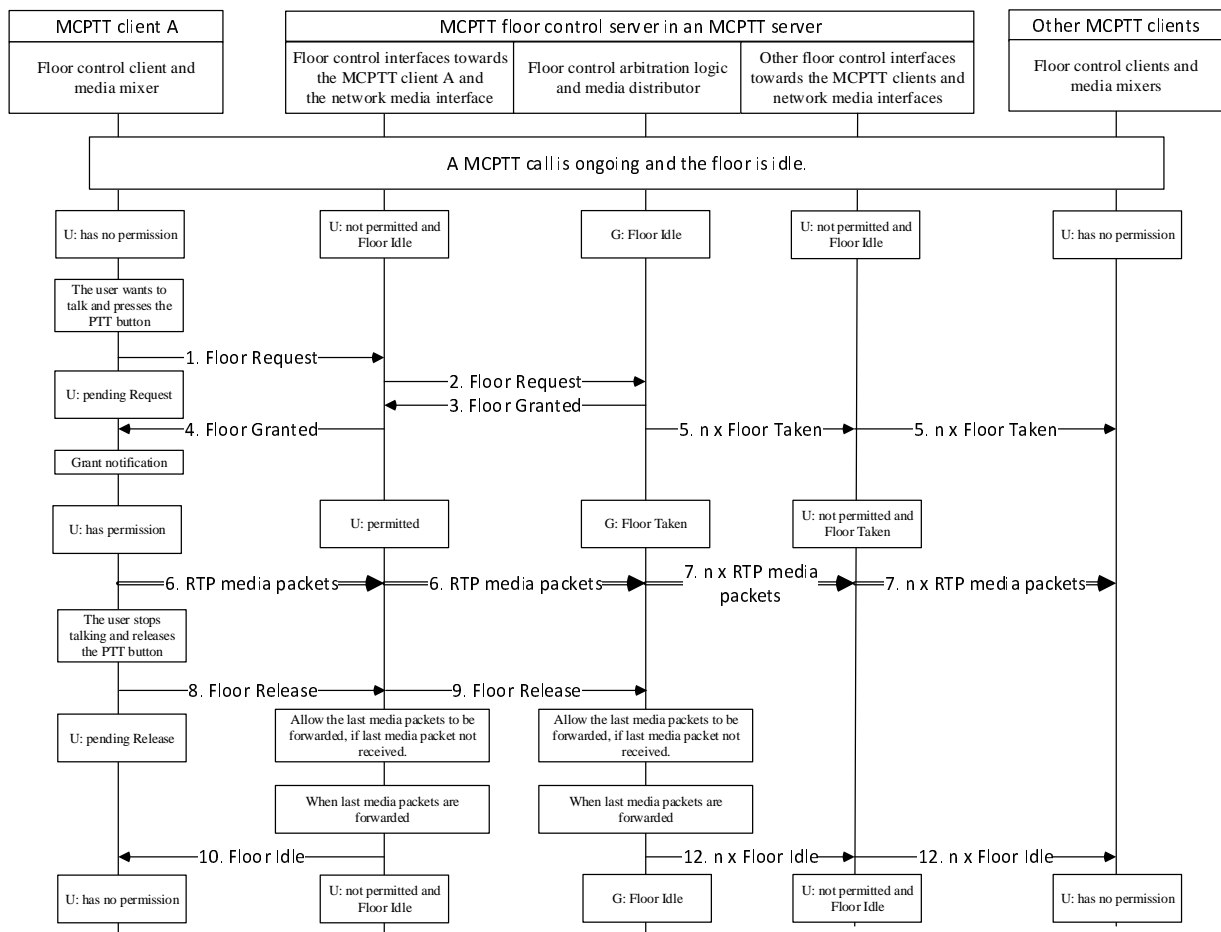 MCPTT client A
MCPTT floor control server in an MCPTT server
Other MCPTT clients
Floor control client and
media mixer
Floor control interfaces towards
the MCPTT client A and
the network media interface
Floor control arbitration logic
and media distributor
Other floor control interfaces
towards the MCPTT clients and
network media interfaces
Floor control clients and
media mixers
A MCPTT call is ongoing and the floor is idle.
U: has no permission
U: not permitted and
Floor Idle
G: Floor Idle
U: not permitted and
Floor Idle
U: has no permission
The user wants to
talk and presses the
PTT button
1. Floor Request
2. Floor Request
U: pending Request
3. Floor Granted
4. Floor Granted
5. n x Floor Taken
5. n x Floor Taken
Grant notification
U: has permission
U: permitted
G: Floor Taken
U: not permitted and
Floor Taken
6. RTP media packets
6. RTP media packets
7. n x RTP media
packets
7. n x RTP media packets
The user stops
talking and releases
the PTT button
8. Floor Release
9. Floor Release
U: pending Release
Allow the last media packets to be
forwarded, if last media packet not
received.
Allow the last media packets to be
forwarded, if last media packet not
received.
When last media packets are
forwarded
When last media packets are
forwarded
10. Floor Idle
12. n x Floor Idle
12. n x Floor Idle
U: has no permission
U: not permitted and
Floor Idle
G: Floor Idle
U: not permitted and
Floor Idle
U: has no permission